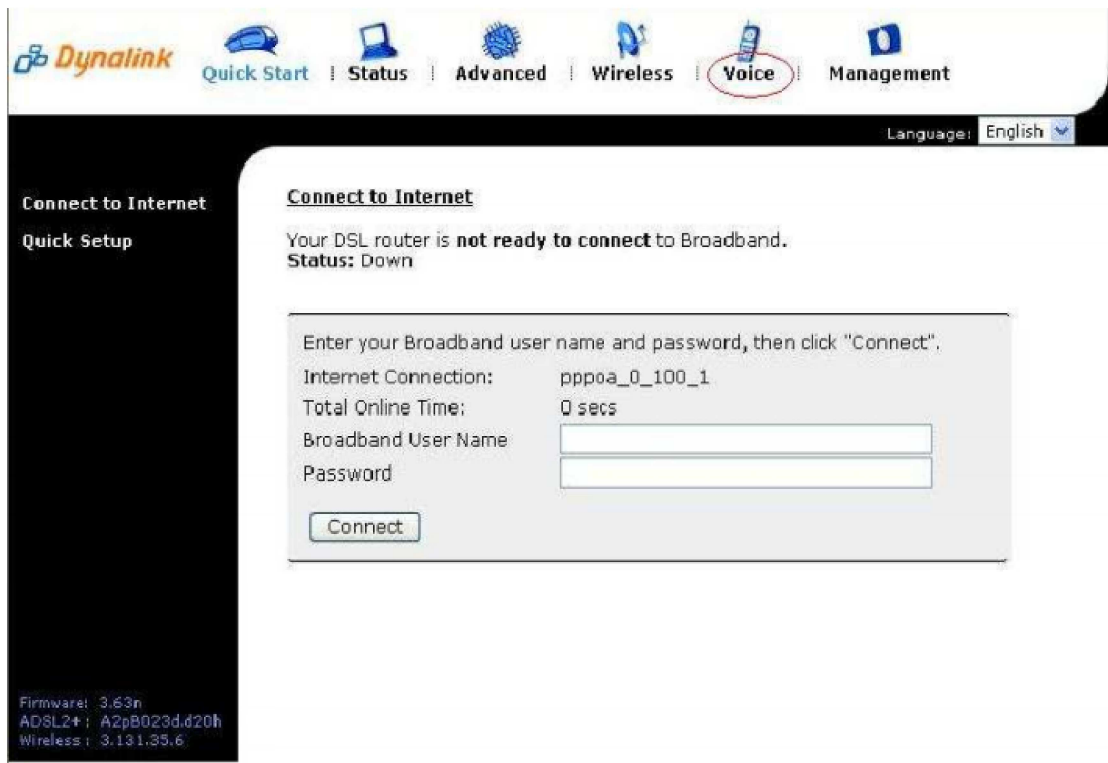 Dynalink
Quick Start | Status | Advanced | Wireless | Voice | Management
Language: English
Connect to Internet
Quick Setup
Connect to Internet
Your DSL router is not ready to connect to Broadband.
Status: Down
Enter your Broadband user name and password, then click "Connect".
Internet Connection: pppoa_0_100_1
Total Online Time: 0 secs
Broadband User Name
Password
Connect
Firmware: 3.63n
ADSL2+: A2pB023d.d20h
Wireless: 3.131.35.6